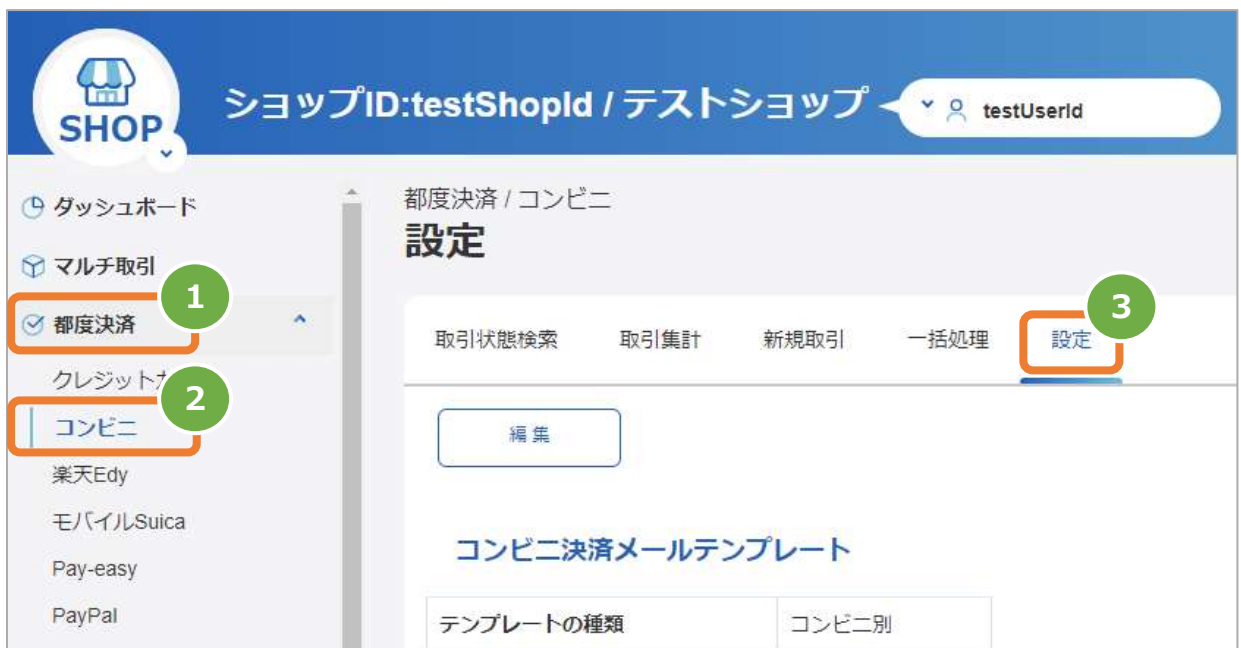 SHOP
ショップID:testShopId / テストショップ
testUserId
ダッシュボード
マルチ取引
1
都度決済
クレジットカ
2
コンビニ
楽天Edy
モバイルSuica
Pay-easy
PayPal
都度決済 / コンビニ
設定
3
取引状態検索 取引集計 新規取引 一括処理 設定
編集
コンビニ決済メールテンプレート
テンプレートの種類 コンビニ別